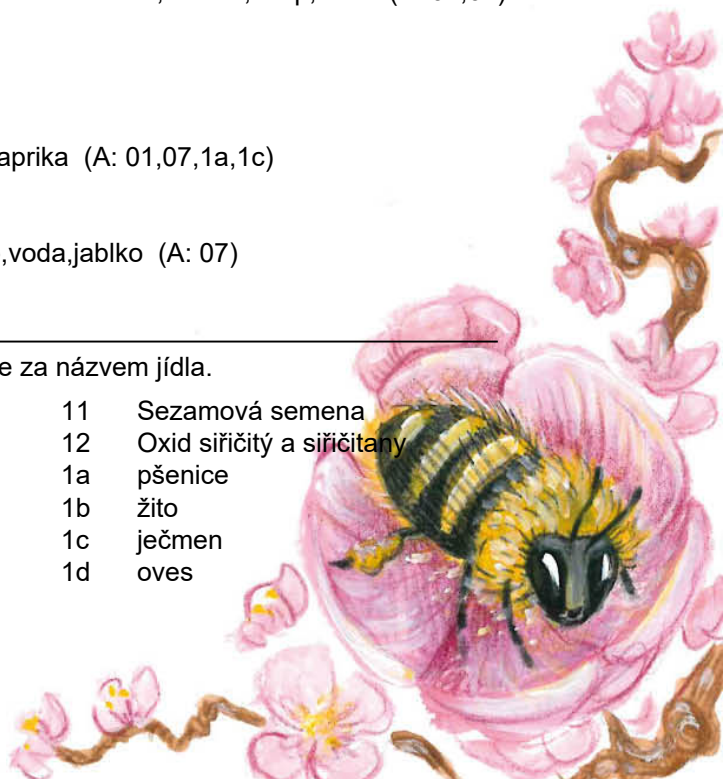 aprika (A: 01,07,1a,1c)
,voda,jablko (A: 07)
e za názvem jídla.
11 Sezamová semena
12 Oxid siřičitý a siřičitany
1a pšenice
1b žito
1c ječmen
1d oves